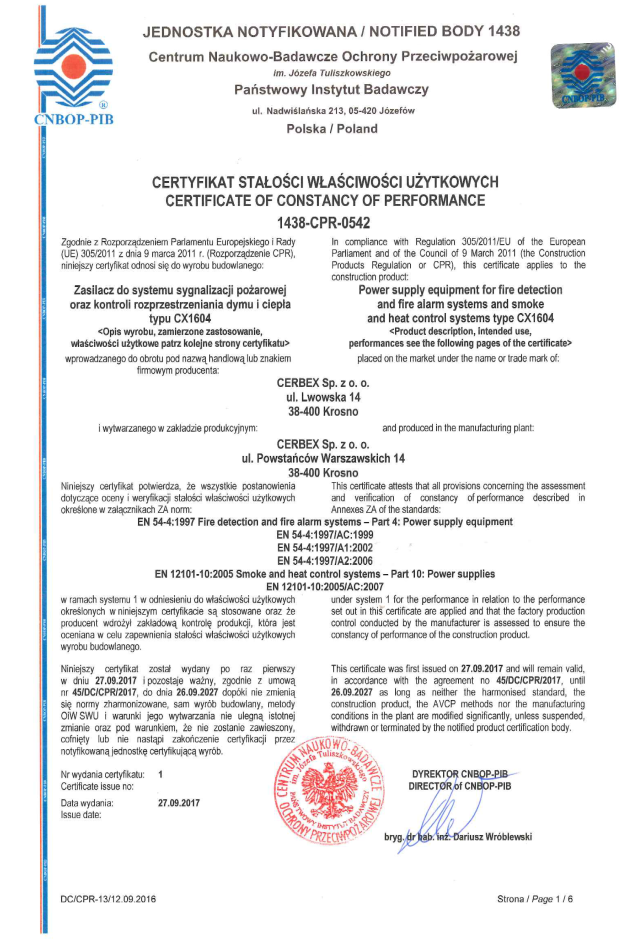 JEDNOSTKA NOTYFIKOWANA / NOTIFIED BODY 1438
Centrum Naukowo-Badawcze Ochrony Przeciwpożarowej
im. Józefa Tuliszkowskiego
Państwowy Instytut Badawczy
ul. Nadwiślańska 213, 05-420 Józefów
Polska / Poland
®
CNBOP-PIB
CNBOP-PIB
CERTYFIKAT STAŁOŚCI WŁAŚCIWOŚCI UŻYTKOWYCH
CERTIFICATE OF CONSTANCY OF PERFORMANCE
1438-CPR-0542
Zgodnie z Rozporządzeniem Parlamentu Europejskiego i Rady
(UE) 305/2011 z dnia 9 marca 2011 r. (Rozporządzenie CPR),
niniejszy certyfikat odnosi się do wyrobu budowlanego:
Zasilacz do systemu sygnalizacji pożarowej
oraz kontroli rozprzestrzeniania dymu i ciepła
typu CX1604
<Opis wyrobu, zamierzone zastosowanie,
właściwości użytkowe patrz kolejne strony certyfikatu>
wprowadzanego do obrotu pod nazwą handlową lub znakiem
firmowym producenta:
In compliance with Regulation 305/2011/EU of the European
Parliament and of the Council of 9 March 2011 (the Construction
Products Regulation or CPR), this certificate applies to the
construction product:
Power supply equipment for fire detection
and fire alarm systems and smoke
and heat control systems type CX1604
<Product description, intended use,
performances see the following pages of the certificate>
placed on the market under the name or trade mark of:
CERBEX Sp. z o. o.
ul. Lwowska 14
38-400 Krosno
i wytwarzanego w zakładzie produkcyjnym:
and produced in the manufacturing plant:
CERBEX Sp. z o. o.
ul. Powstańców Warszawskich 14
38-400 Krosno
Niniejszy certyfikat potwierdza, że wszystkie postanowienia
dotyczące oceny i weryfikacji stałości właściwości użytkowych
określone w załącznikach ZA norm:
This certificate attests that all provisions concerning the assessment
and verification of constancy of performance described in
Annexes ZA of the standards:
EN 54-4:1997 Fire detection and fire alarm systems – Part 4: Power supply equipment
EN 54-4:1997/AC:1999
EN 54-4:1997/A1:2002
EN 54-4:1997/A2:2006
EN 12101-10:2005 Smoke and heat control systems – Part 10: Power supplies
EN 12101-10:2005/AC:2007
w ramach systemu 1 w odniesieniu do właściwości użytkowych
określonych w niniejszym certyfikacie są stosowane oraz że
producent wdrożył zakładową kontrolę produkcji, która jest
oceniana w celu zapewnienia stałości właściwości użytkowych
wyrobu budowlanego.
under system 1 for the performance in relation to the performance
set out in this certificate are applied and that the factory production
control conducted by the manufacturer is assessed to ensure the
constancy of performance of the construction product.
Niniejszy certyfikat został wydany po raz pierwszy
w dniu 27.09.2017 i pozostaje ważny, zgodnie z umową
nr 45/DC/CPR/2017, do dnia 26.09.2027 dopóki nie zmienią
się normy zharmonizowane, sam wyrób budowlany, metody
OiW SWU i warunki jego wytwarzania nie ulegną istotnej
zmianie oraz pod warunkiem, że nie zostanie zawieszony,
cofnięty lub nie nastąpi zakończenie certyfikacji przez
notyfikowaną jednostkę certyfikującą wyrób.
This certificate was first issued on 27.09.2017 and will remain valid,
in accordance with the agreement no 45/DC/CPR/2017, until
26.09.2027 as long as neither the harmonised standard, the
construction product, the AVCP methods nor the manufacturing
conditions in the plant are modified significantly, unless suspended,
withdrawn or terminated by the notified product certification body.
Nr wydania certyfikatu: 1
Certificate issue no:
Data wydania: 27.09.2017
Issue date:
CENTRUM NAUKOWO-BADAWCZE
OCHRONY PRZECIWPOŻAROWEJ
im. Józefa Tuliszkowskiego
PAŃSTWOWY INSTYTUT BADAWCZY
DYREKTOR CNBOP-PIB
DIRECTOR of CNBOP-PIB
bryg. dr hab. inż. Dariusz Wróblewski
DC/CPR-13/12.09.2016
Strona / Page 1 / 6